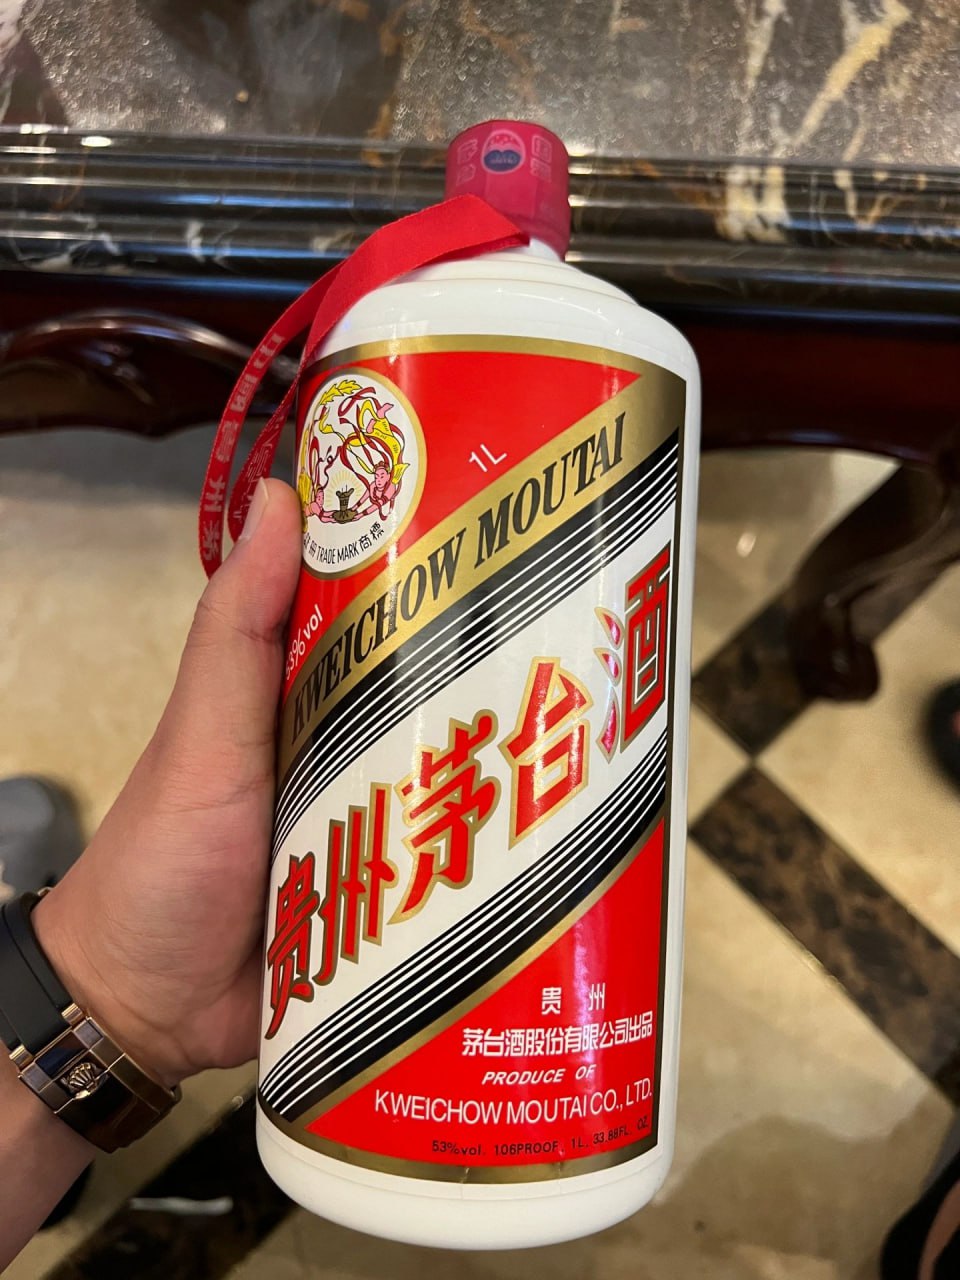 1L
TRADE MARK 商標
53%vol
KWEICHOW MOUTAI
贵州茅台酒
贵 州
茅台酒股份有限公司出品
PRODUCE OF
KWEICHOW MOUTAI CO., LTD.
53%vol. 106PROOF. 1L. 33.88FL. OZ.